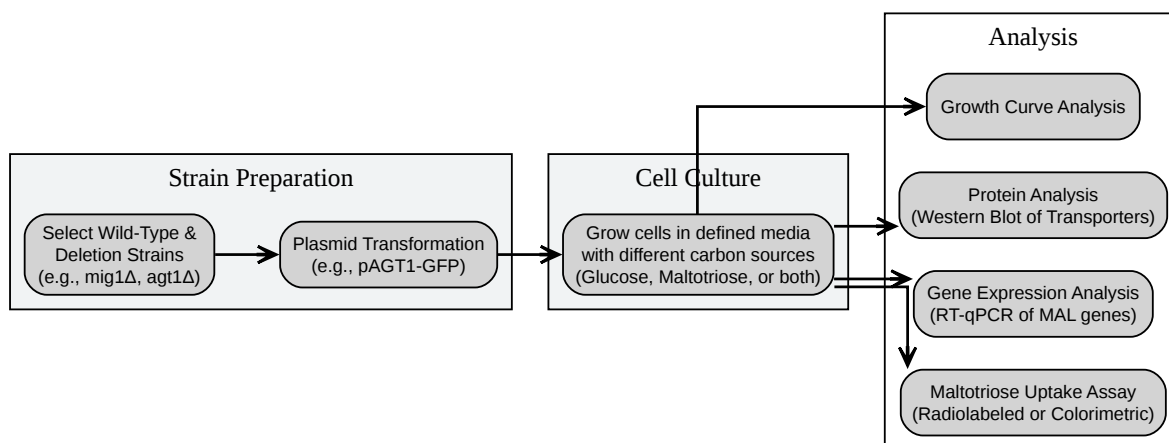 Strain Preparation
Select Wild-Type &
Deletion Strains
(e.g., mig1Δ, agt1Δ)
Plasmid Transformation
(e.g., pAGT1-GFP)
Cell Culture
Grow cells in defined media
with different carbon sources
(Glucose, Maltotriose, or both)
Analysis
Growth Curve Analysis
Protein Analysis
(Western Blot of Transporters)
Gene Expression Analysis
(RT-qPCR of MAL genes)
Maltotriose Uptake Assay
(Radiolabeled or Colorimetric)